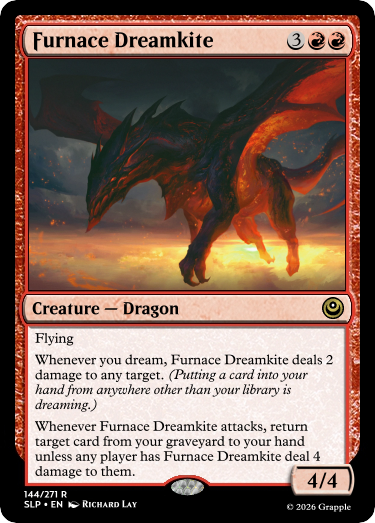 Furnace Dreamkite 3
Creature — Dragon
Flying
Whenever you dream, Furnace Dreamkite deals 2
damage to any target. (Putting a card into your
hand from anywhere other than your library is
dreaming.)
Whenever Furnace Dreamkite attacks, return
target card from your graveyard to your hand
unless any player has Furnace Dreamkite deal 4
damage to them.
4/4
144/271 R
SLP • EN Richard Lay
© 2026 Grapple